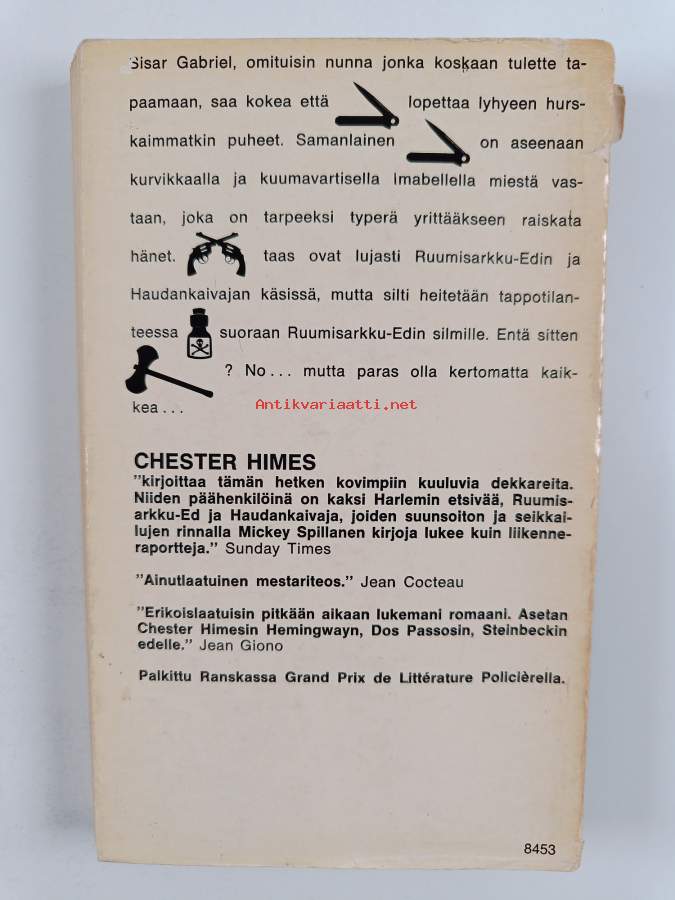 Sisar Gabriel, omituisin nunna jonka koskaan tulette ta-
paamaan, saa kokea että lopettaa lyhyeen hurs-
kaimmatkin puheet. Samanlainen on aseenaan
kurvikkaalla ja kuumavartisella Imabellella miestä vas-
taan, joka on tarpeeksi typerä yrittääkseen raiskata
hänet. taas ovat lujasti Ruumisarkku-Edin ja
Haudankaivajan käsissä, mutta silti heitetään tappotilan-
teessa suoraan Ruumisarkku-Edin silmille. Entä sitten
? No... mutta paras olla kertomatta kaik-
kea...
Antikvariaatti.net
CHESTER HIMES
"kirjoittaa tämän hetken kovimpiin kuuluvia dekkareita.
Niiden päähenkilöinä on kaksi Harlemin etsivää, Ruumis-
arkku-Ed ja Haudankaivaja, joiden suunsoiton ja seikkai-
lujen rinnalla Mickey Spillanen kirjoja lukee kuin liikenne-
raportteja." Sunday Times
"Ainutlaatuinen mestariteos." Jean Cocteau
"Erikoislaatuisin pitkään aikaan lukemani romaani. Asetan
Chester Himesin Hemingwayn, Dos Passosin, Steinbeckin
edelle." Jean Giono
Palkittu Ranskassa Grand Prix de Littérature Policièrella.
8453